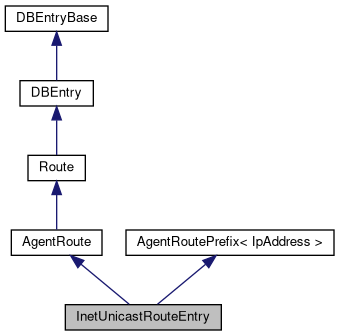 DBEntryBase
DBEntry
Route
AgentRoute
AgentRoutePrefix< IpAddress >
InetUnicastRouteEntry